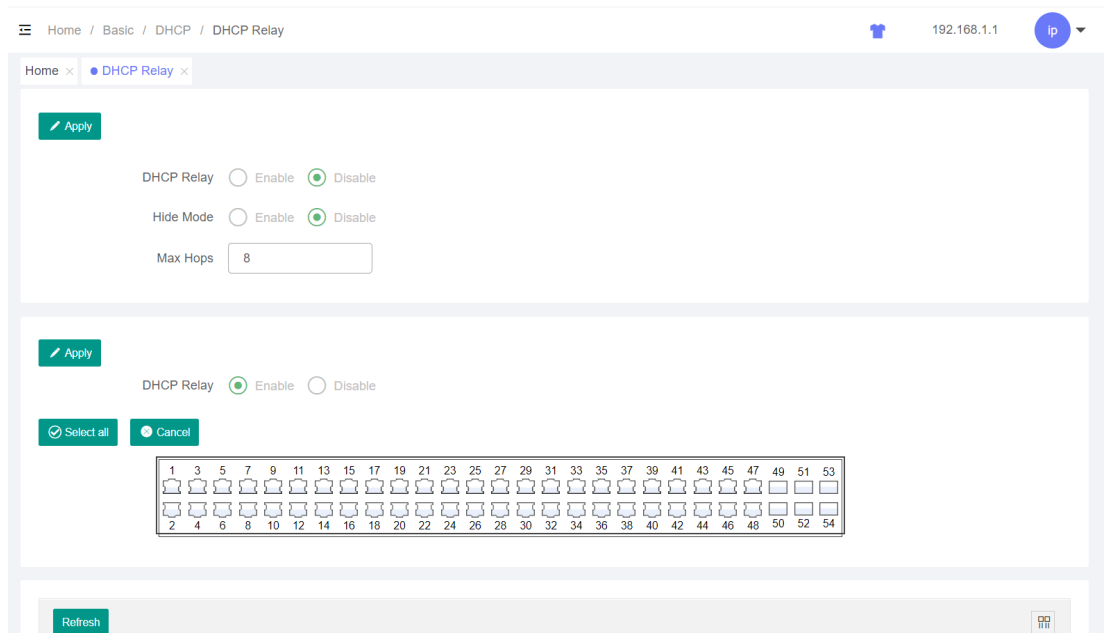 Home / Basic / DHCP / DHCP Relay 192.168.1.1 ip
Home × DHCP Relay ×
Apply
DHCP Relay Enable Disable
Hide Mode Enable Disable
Max Hops 8
Apply
DHCP Relay Enable Disable
Select all Cancel
1 3 5 7 9 11 13 15 17 19 21 23 25 27 29 31 33 35 37 39 41 43 45 47 49 51 53
2 4 6 8 10 12 14 16 18 20 22 24 26 28 30 32 34 36 38 40 42 44 46 48 50 52 54
Refresh